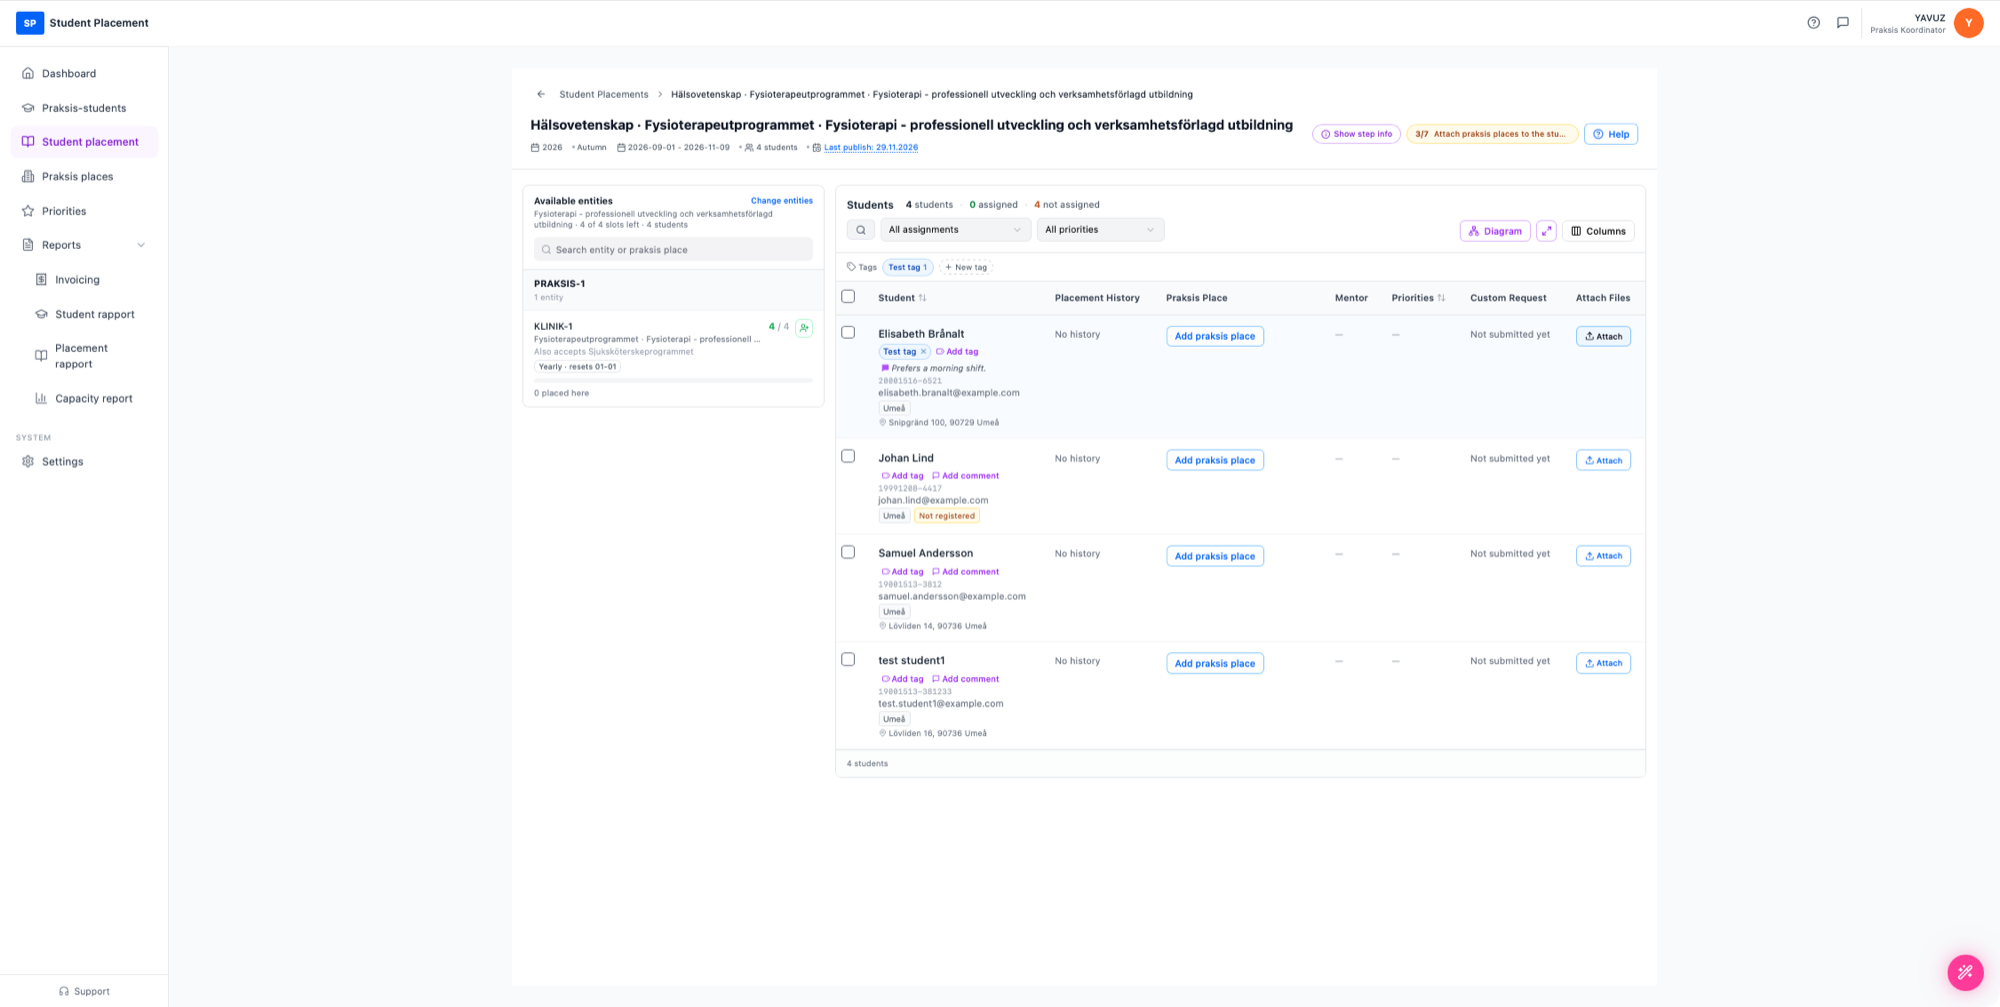 SP Student Placement
YAVUZ
Praksis Koordinator
Y
Dashboard
Praksis-students
Student placement
Praksis places
Priorities
Reports
Invoicing
Student rapport
Placement
rapport
Capacity report
SYSTEM
Settings
Support
Student Placements > Hälsovetenskap · Fysioterapeutprogrammet · Fysioterapi - professionell utveckling och verksamhetsförlagd utbildning
Hälsovetenskap · Fysioterapeutprogrammet · Fysioterapi - professionell utveckling och verksamhetsförlagd utbildning
2026 • Autumn 2026-09-01 - 2026-11-09 • 4 students • Last publish: 29.11.2026
Show step info
3/7 Attach praksis places to the stu...
Help
Available entities Change entities
Fysioterapi - professionell utveckling och verksamhetsförlagd
utbildning · 4 of 4 slots left · 4 students
Search entity or praksis place
PRAKSIS-1
1 entity
KLINIK-1 4 / 4
Fysioterapeutprogrammet · Fysioterapi - professionell ...
Also accepts Sjuksköterskeprogrammet
Yearly · resets 01-01
0 placed here
Students 4 students · 0 assigned · 4 not assigned
All assignments All priorities
Diagram Columns
Tags Test tag 1 + New tag
Student Placement History Praksis Place Mentor Priorities Custom Request Attach Files
Elisabeth Brånalt No history Add praksis place — — Not submitted yet Attach
Test tag × Add tag
Prefers a morning shift.
20001516-6521
elisabeth.branalt@example.com
Umeå
Snipgränd 100, 90729 Umeå
Johan Lind No history Add praksis place — — Not submitted yet Attach
Add tag Add comment
19991208-4417
johan.lind@example.com
Umeå Not registered
Samuel Andersson No history Add praksis place — — Not submitted yet Attach
Add tag Add comment
19001513-3812
samuel.andersson@example.com
Umeå
Lövliden 14, 90736 Umeå
test student1 No history Add praksis place — — Not submitted yet Attach
Add tag Add comment
19001513-381233
test.student1@example.com
Umeå
Lövliden 16, 90736 Umeå
4 students